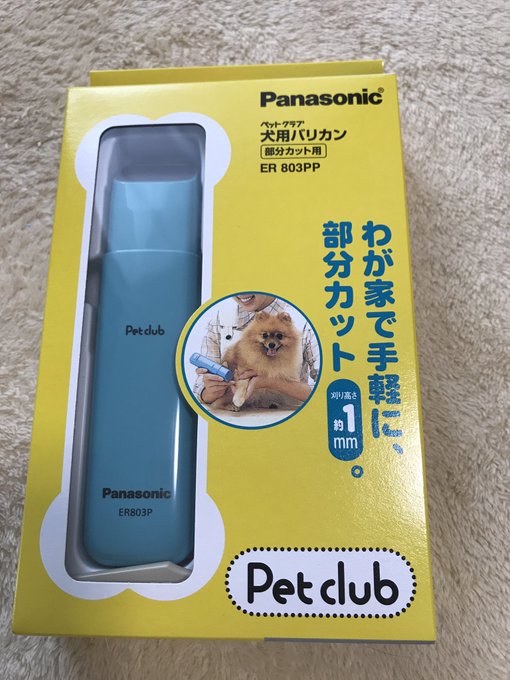 Panasonic®
ペットクラブ
犬用バリカン
部分カット用
ER 803PP
わが家で手軽に、
部分カット
刈り高さ
約1mm
。
Pet club
Panasonic
ER803P
Pet club